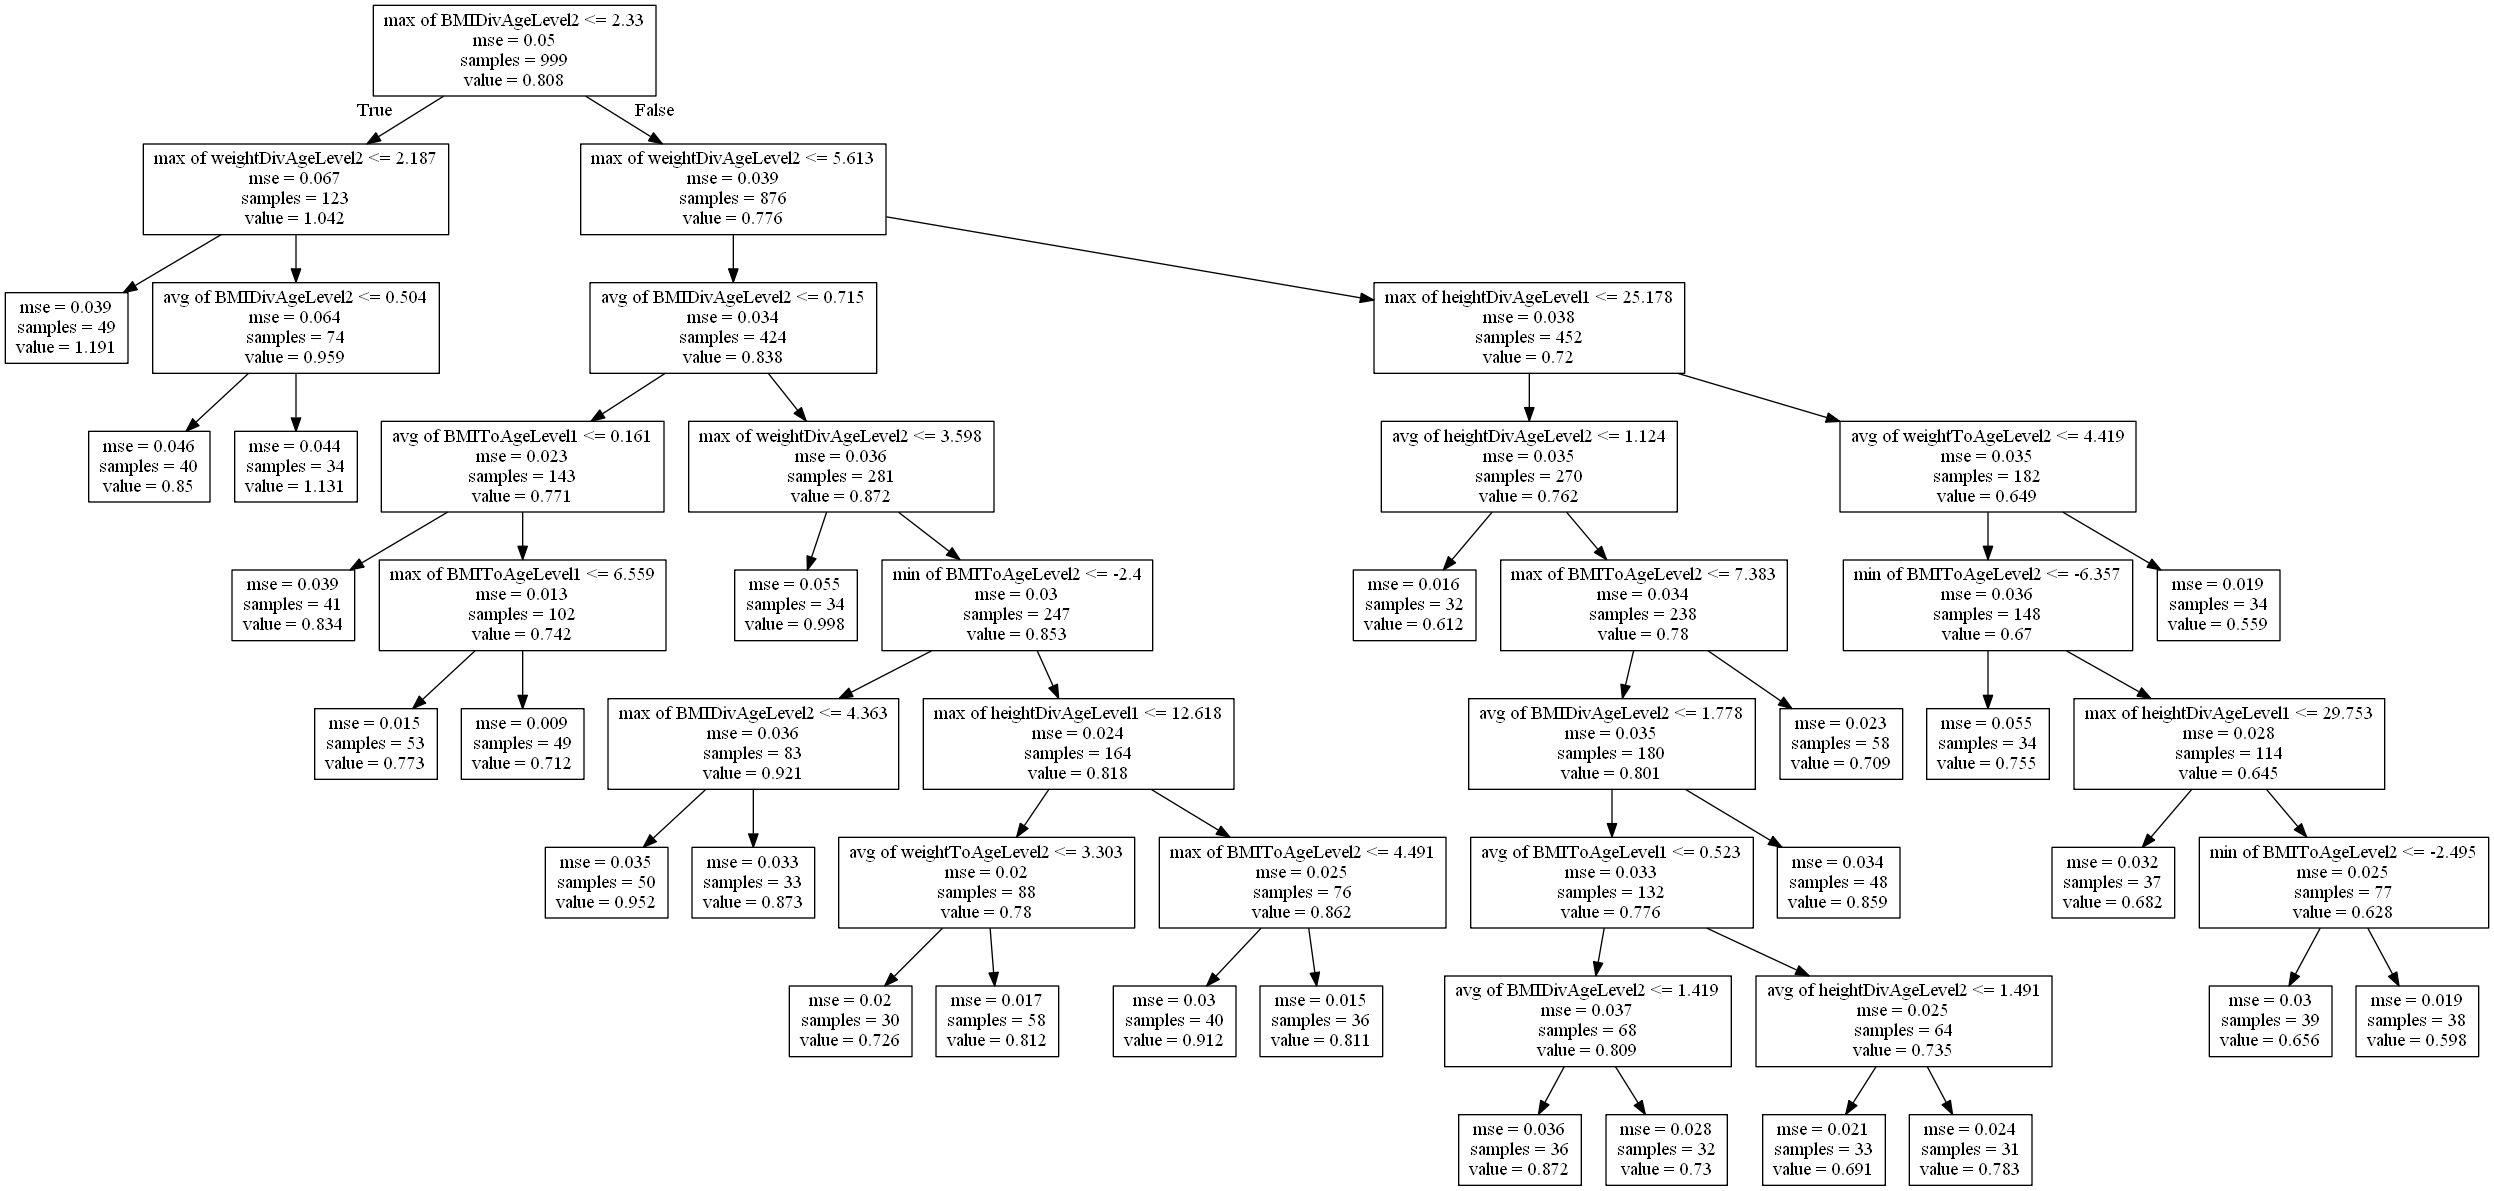 max of BMIDivAgeLevel2 <= 2.33
mse = 0.05
samples = 999
value = 0.808
True
False
max of weightDivAgeLevel2 <= 2.187
mse = 0.067
samples = 123
value = 1.042
max of weightDivAgeLevel2 <= 5.613
mse = 0.039
samples = 876
value = 0.776
mse = 0.039
samples = 49
value = 1.191
avg of BMIDivAgeLevel2 <= 0.504
mse = 0.064
samples = 74
value = 0.959
avg of BMIDivAgeLevel2 <= 0.715
mse = 0.034
samples = 424
value = 0.838
max of heightDivAgeLevel1 <= 25.178
mse = 0.038
samples = 452
value = 0.72
mse = 0.046
samples = 40
value = 0.85
mse = 0.044
samples = 34
value = 1.131
avg of BMIToAgeLevel1 <= 0.161
mse = 0.023
samples = 143
value = 0.771
max of weightDivAgeLevel2 <= 3.598
mse = 0.036
samples = 281
value = 0.872
avg of heightDivAgeLevel2 <= 1.124
mse = 0.035
samples = 270
value = 0.762
avg of weightToAgeLevel2 <= 4.419
mse = 0.035
samples = 182
value = 0.649
mse = 0.039
samples = 41
value = 0.834
max of BMIToAgeLevel1 <= 6.559
mse = 0.013
samples = 102
value = 0.742
mse = 0.055
samples = 34
value = 0.998
min of BMIToAgeLevel2 <= -2.4
mse = 0.03
samples = 247
value = 0.853
mse = 0.016
samples = 32
value = 0.612
max of BMIToAgeLevel2 <= 7.383
mse = 0.034
samples = 238
value = 0.78
min of BMIToAgeLevel2 <= -6.357
mse = 0.036
samples = 148
value = 0.67
mse = 0.019
samples = 34
value = 0.559
mse = 0.015
samples = 53
value = 0.773
mse = 0.009
samples = 49
value = 0.712
max of BMIDivAgeLevel2 <= 4.363
mse = 0.036
samples = 83
value = 0.921
max of heightDivAgeLevel1 <= 12.618
mse = 0.024
samples = 164
value = 0.818
avg of BMIDivAgeLevel2 <= 1.778
mse = 0.035
samples = 180
value = 0.801
mse = 0.023
samples = 58
value = 0.709
mse = 0.055
samples = 34
value = 0.755
max of heightDivAgeLevel1 <= 29.753
mse = 0.028
samples = 114
value = 0.645
mse = 0.035
samples = 50
value = 0.952
mse = 0.033
samples = 33
value = 0.873
avg of weightToAgeLevel2 <= 3.303
mse = 0.02
samples = 88
value = 0.78
max of BMIToAgeLevel2 <= 4.491
mse = 0.025
samples = 76
value = 0.862
avg of BMIToAgeLevel1 <= 0.523
mse = 0.033
samples = 132
value = 0.776
mse = 0.034
samples = 48
value = 0.859
mse = 0.032
samples = 37
value = 0.682
min of BMIToAgeLevel2 <= -2.495
mse = 0.025
samples = 77
value = 0.628
mse = 0.02
samples = 30
value = 0.726
mse = 0.017
samples = 58
value = 0.812
mse = 0.03
samples = 40
value = 0.912
mse = 0.015
samples = 36
value = 0.811
avg of BMIDivAgeLevel2 <= 1.419
mse = 0.037
samples = 68
value = 0.809
avg of heightDivAgeLevel2 <= 1.491
mse = 0.025
samples = 64
value = 0.735
mse = 0.03
samples = 39
value = 0.656
mse = 0.019
samples = 38
value = 0.598
mse = 0.036
samples = 36
value = 0.872
mse = 0.028
samples = 32
value = 0.73
mse = 0.021
samples = 33
value = 0.691
mse = 0.024
samples = 31
value = 0.783